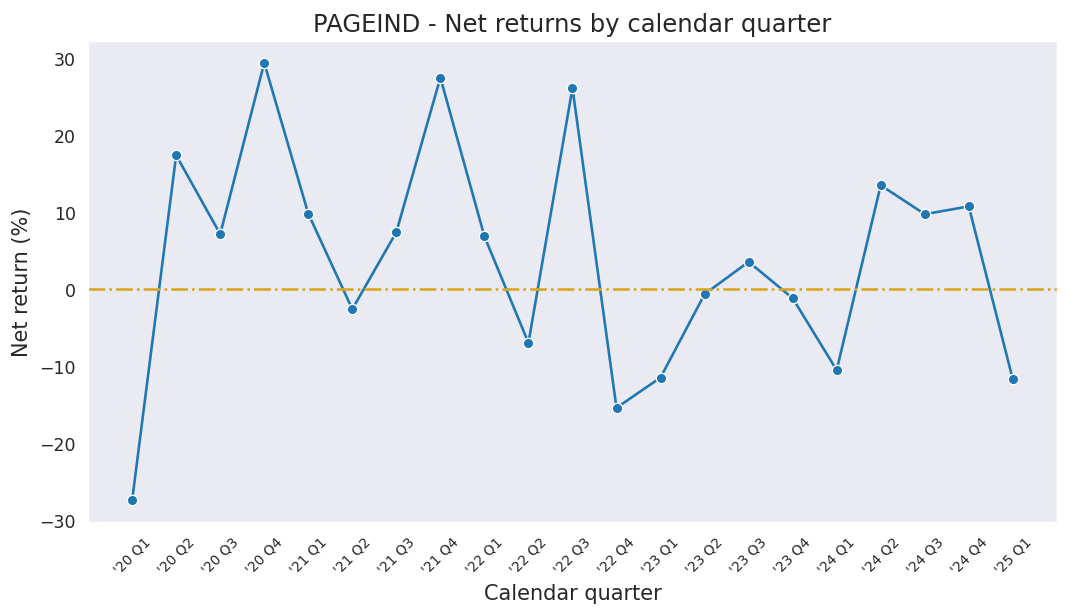 PAGEIND - Net returns by calendar quarter
Net return (%)
30
20
10
0
−10
−20
−30
'20 Q1
'20 Q2
'20 Q3
'20 Q4
'21 Q1
'21 Q2
'21 Q3
'21 Q4
'22 Q1
'22 Q2
'22 Q3
'22 Q4
'23 Q1
'23 Q2
'23 Q3
'23 Q4
'24 Q1
'24 Q2
'24 Q3
'24 Q4
'25 Q1
Calendar quarter